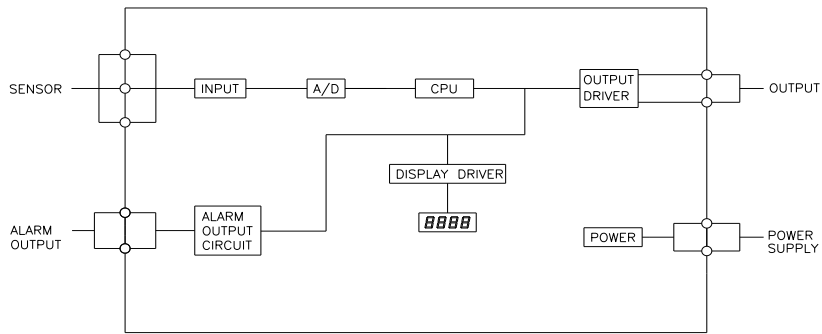 SENSOR
INPUT
A/D
CPU
OUTPUT
DRIVER
OUTPUT
DISPLAY DRIVER
8888
ALARM
OUTPUT
ALARM
OUTPUT
CIRCUIT
POWER
POWER
SUPPLY